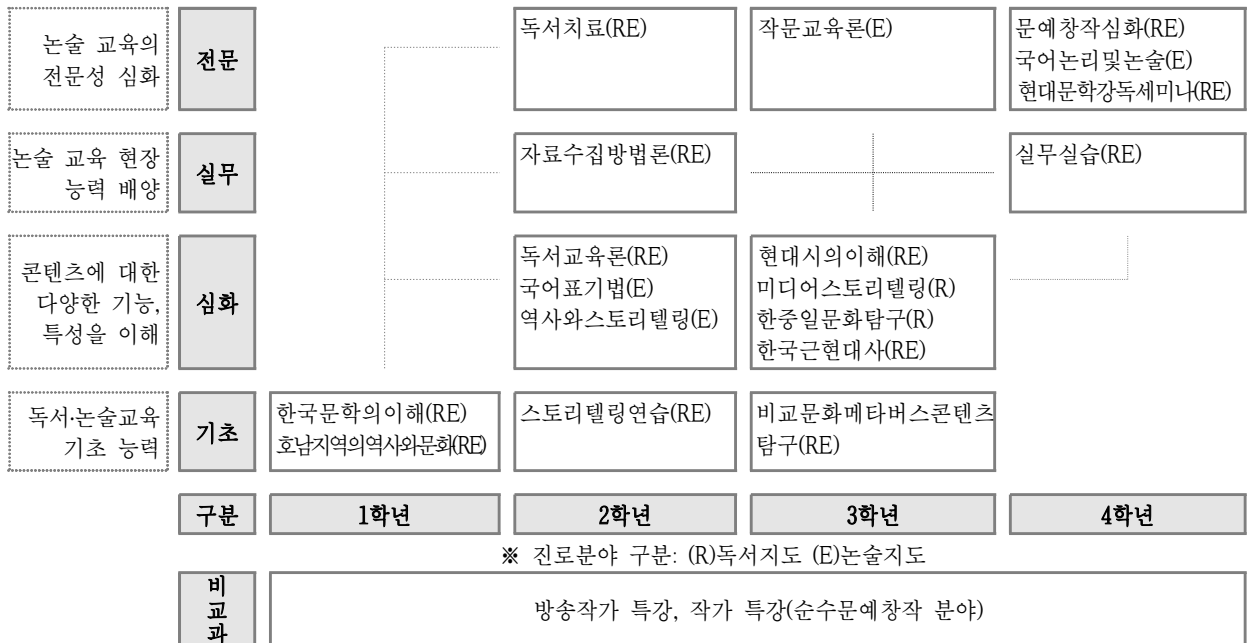 논술 교육의
전문성 심화
전문
독서치료(RE)
작문교육론(E)
문예창작심화(RE)
국어논리및논술(E)
현대문학강독세미나(RE)
논술 교육 현장
능력 배양
실무
자료수집방법론(RE)
실무실습(RE)
콘텐츠에 대한
다양한 기능,
특성을 이해
심화
독서교육론(RE)
국어표기법(E)
역사와스토리텔링(E)
현대시의이해(RE)
미디어스토리텔링(R)
한중일문화탐구(R)
한국근현대사(RE)
독서·논술교육
기초 능력
기초
한국문학의이해(RE)
호남지역의역사와문화(RE)
스토리텔링연습(RE)
비교문화메타버스콘텐츠
탐구(RE)
구분
1학년
2학년
3학년
4학년
※ 진로분야 구분: (R)독서지도 (E)논술지도
비
교
과
방송작가 특강, 작가 특강(순수문예창작 분야)